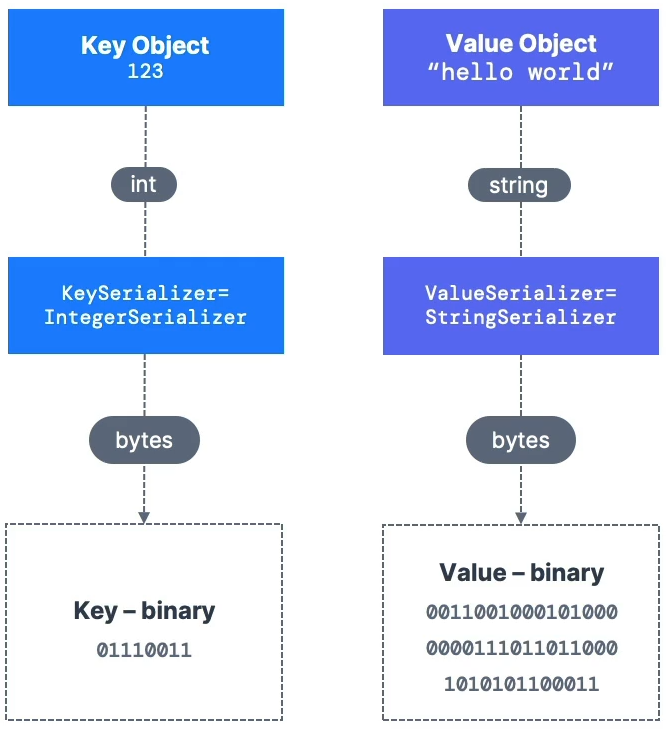 Key Object
123
int
KeySerializer=
IntegerSerializer
bytes
Key – binary
01110011
Value Object
“hello world”
string
ValueSerializer=
StringSerializer
bytes
Value – binary
0011001000101000
0000111011011000
1010101100011